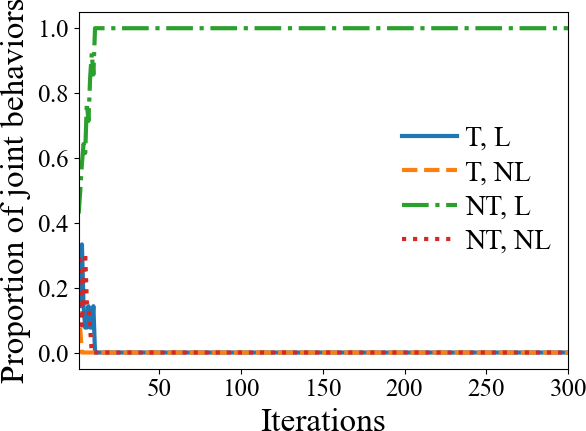 Proportion of joint behaviors
1.0
0.8
0.6
0.4
0.2
0.0
T, L
T, NL
NT, L
NT, NL
50
100
150
200
250
300
Iterations